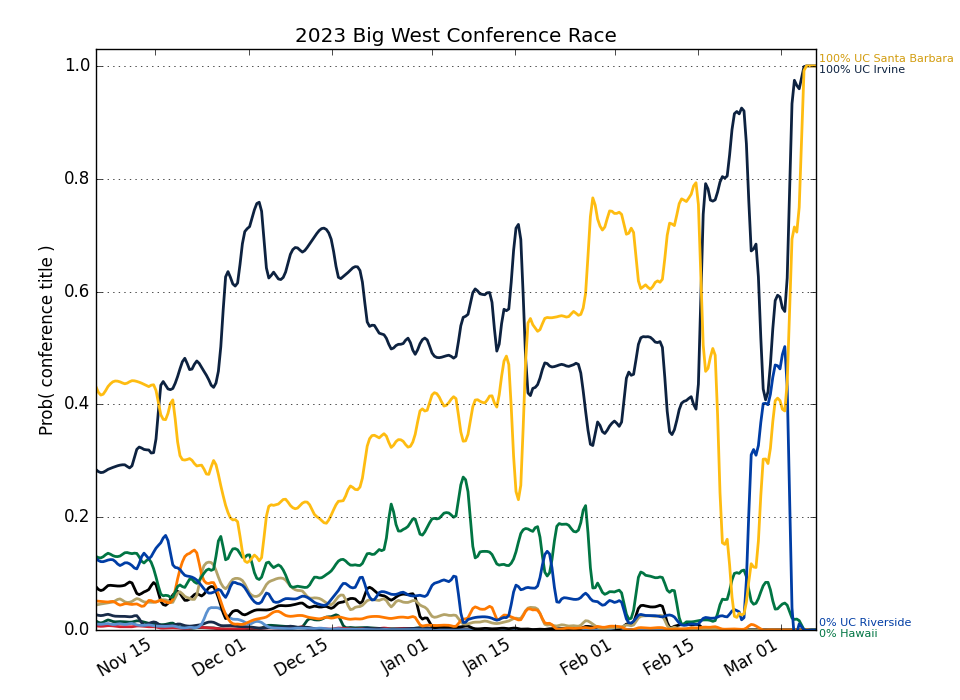 2023 Big West Conference Race
100% UC Santa Barbara
100% UC Irvine
1.0
0.8
0.6
0.4
0.2
0.0
Prob( conference title )
0% UC Riverside
0% Hawaii
Nov 15
Dec 01
Dec 15
Jan 01
Jan 15
Feb 01
Feb 15
Mar 01